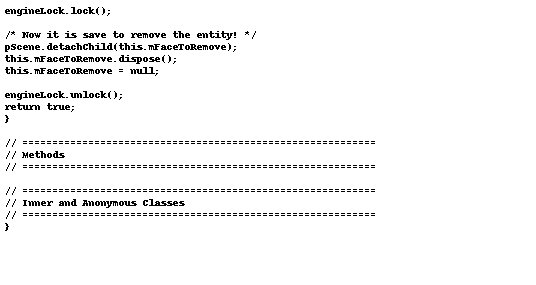 engineLock.lock();
/* Now it is save to remove the entity! */
pScene.detachChild(this.mFaceToRemove);
this.mFaceToRemove.dispose();
this.mFaceToRemove = null;
engineLock.unlock();
return true;
}
// ===========================================================
// Methods
// ===========================================================
// ===========================================================
// Inner and Anonymous Classes
// ===========================================================
}